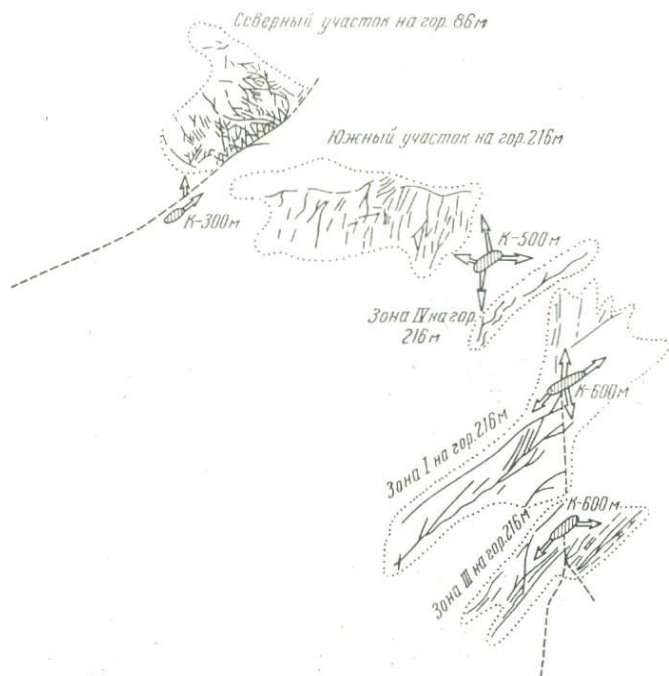 Северный участок на гор. 86м
Южный участок на гор. 216м
К-300м
К-500м
Зона IV на гор.
216м
К-600м
Зона I на гор. 216м
К-600м
Зона III на гор. 216м